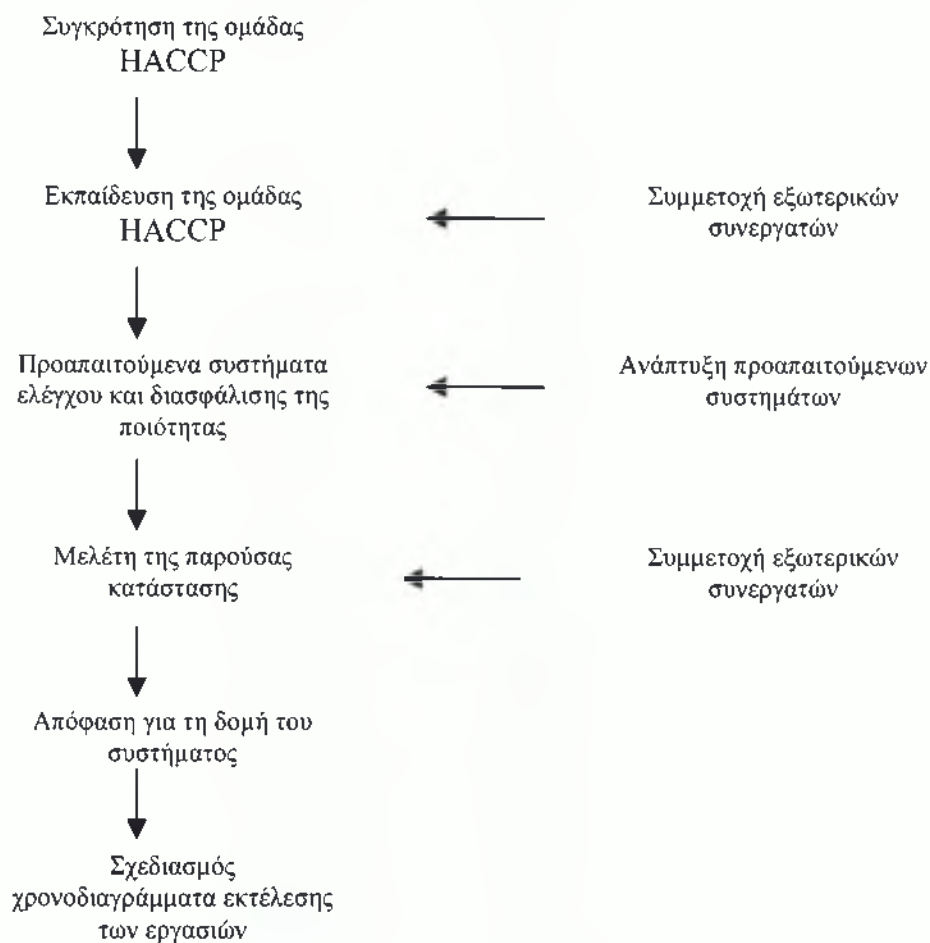 Συγκρότηση της ομάδας
HACCP
Εκπαίδευση της ομάδας
HACCP
Συμμετοχή εξωτερικών
συνεργατών
Προαπαιτούμενα συστήματα
ελέγχου και διασφάλισης της
ποιότητας
Ανάπτυξη προαπαιτούμενων
συστημάτων
Μελέτη της παρούσας
κατάστασης
Συμμετοχή εξωτερικών
συνεργατών
Απόφαση για τη δομή του
συστήματος
Σχεδιασμός
χρονοδιαγράμματα εκτέλεσης
των εργασιών